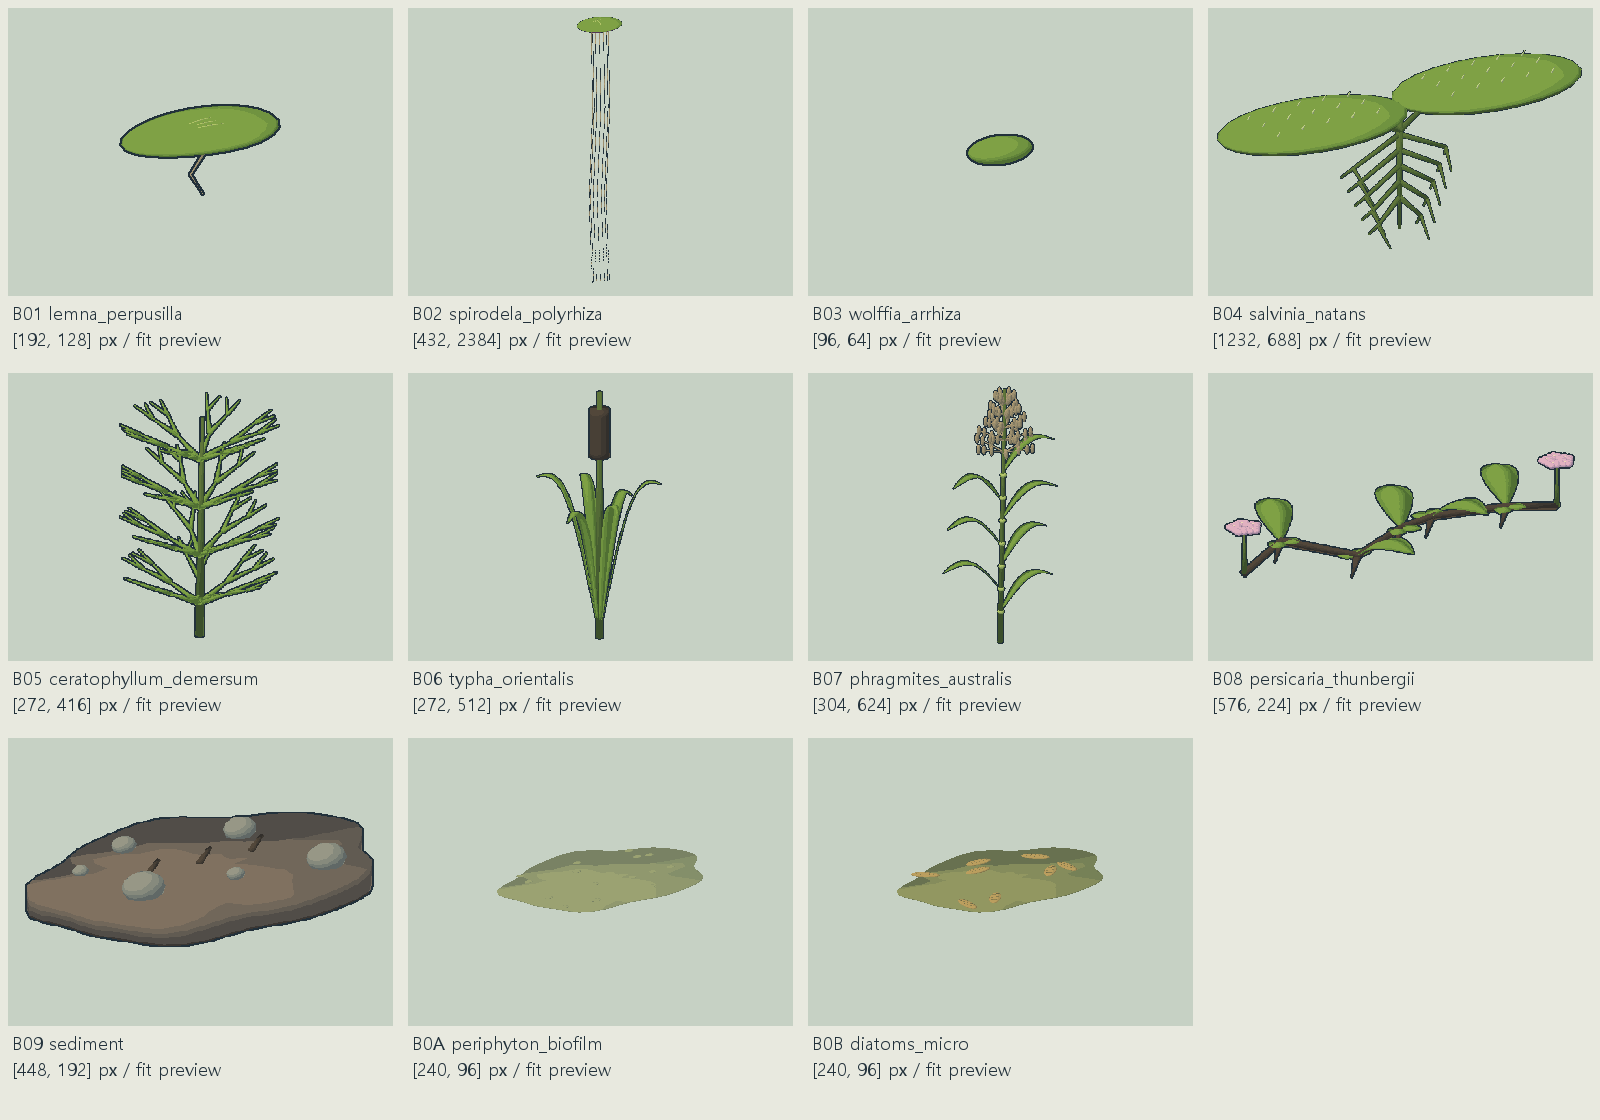 B01 lemna_perpusilla
[192, 128] px / fit preview
B02 spirodela_polyrhiza
[432, 2384] px / fit preview
B03 wolffia_arrhiza
[96, 64] px / fit preview
B04 salvinia_natans
[1232, 688] px / fit preview
B05 ceratophyllum_demersum
[272, 416] px / fit preview
B06 typha_orientalis
[272, 512] px / fit preview
B07 phragmites_australis
[304, 624] px / fit preview
B08 persicaria_thunbergii
[576, 224] px / fit preview
B09 sediment
[448, 192] px / fit preview
B0A periphyton_biofilm
[240, 96] px / fit preview
B0B diatoms_micro
[240, 96] px / fit preview